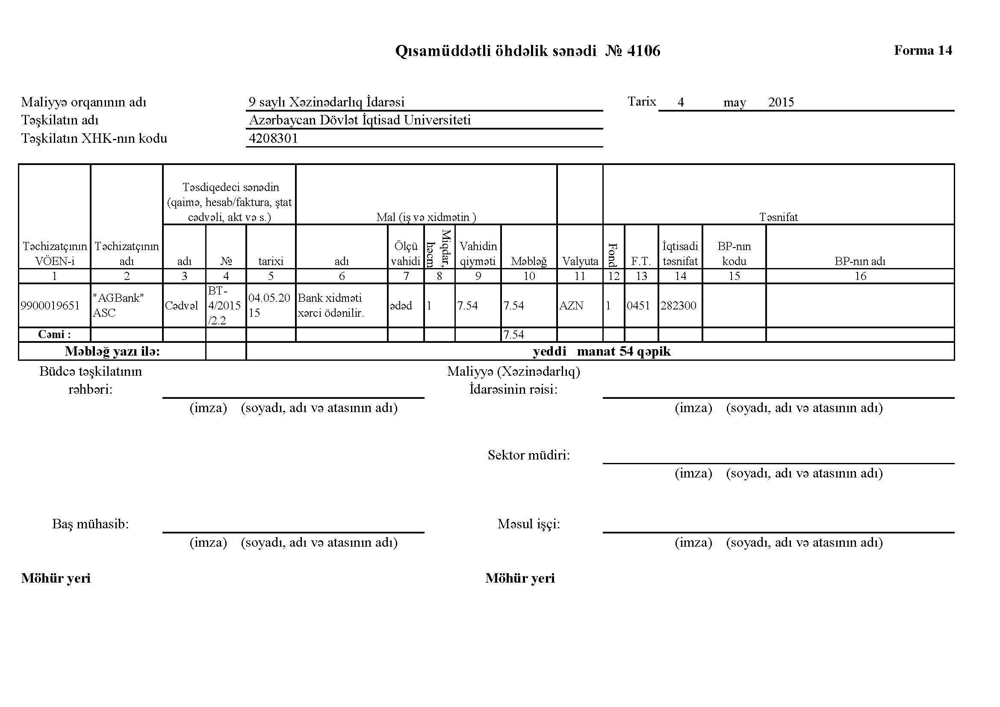 Qısamüddətli öhdəlik sənədi № 4106
Forma 14
Maliyyə orqanının adı 9 saylı Xəzinədarlıq İdarəsi Tarix 4 may 2015
Təşkilatın adı Azərbaycan Dövlət İqtisad Universiteti
Təşkilatın XHK-nın kodu 4208301
Təsdiqedeci sənədin
(qaimə, hesab/faktura, ştat
cədvəli, akt və s.) Mal (iş və xidmətin ) Təsnifat
Təchizatçının
VÖEN-i
Təchizatçının
adı
adı
№
tarixi
adı
Ölçü
vahidi
Miqdar,
həcm
Vahidin
qiyməti
Məbləğ
Valyuta
Fond
F.T.
İqtisadi
təsnifat
BP-nın
kodu
BP-nın adı
1 2 3 4 5 6 7 8 9 10 11 12 13 14 15 16
9900019651
"AGBank"
ASC
Cədvəl
BT-
4/2015
/2.2
04.05.20
15
Bank xidməti
xərci ödənilir.
ədəd
1
7.54
7.54
AZN
1
0451
282300
Cəmi : 7.54
Məbləğ yazı ilə: yeddi manat 54 qəpik
Büdcə təşkilatının
rəhbəri:
Maliyyə (Xəzinədarlıq)
İdarəsinin rəisi:
(imza) (soyadı, adı və atasının adı)
(imza) (soyadı, adı və atasının adı)
Sektor müdiri:
(imza) (soyadı, adı və atasının adı)
Baş mühasib:
Məsul işçi:
(imza) (soyadı, adı və atasının adı)
(imza) (soyadı, adı və atasının adı)
Möhür yeri
Möhür yeri